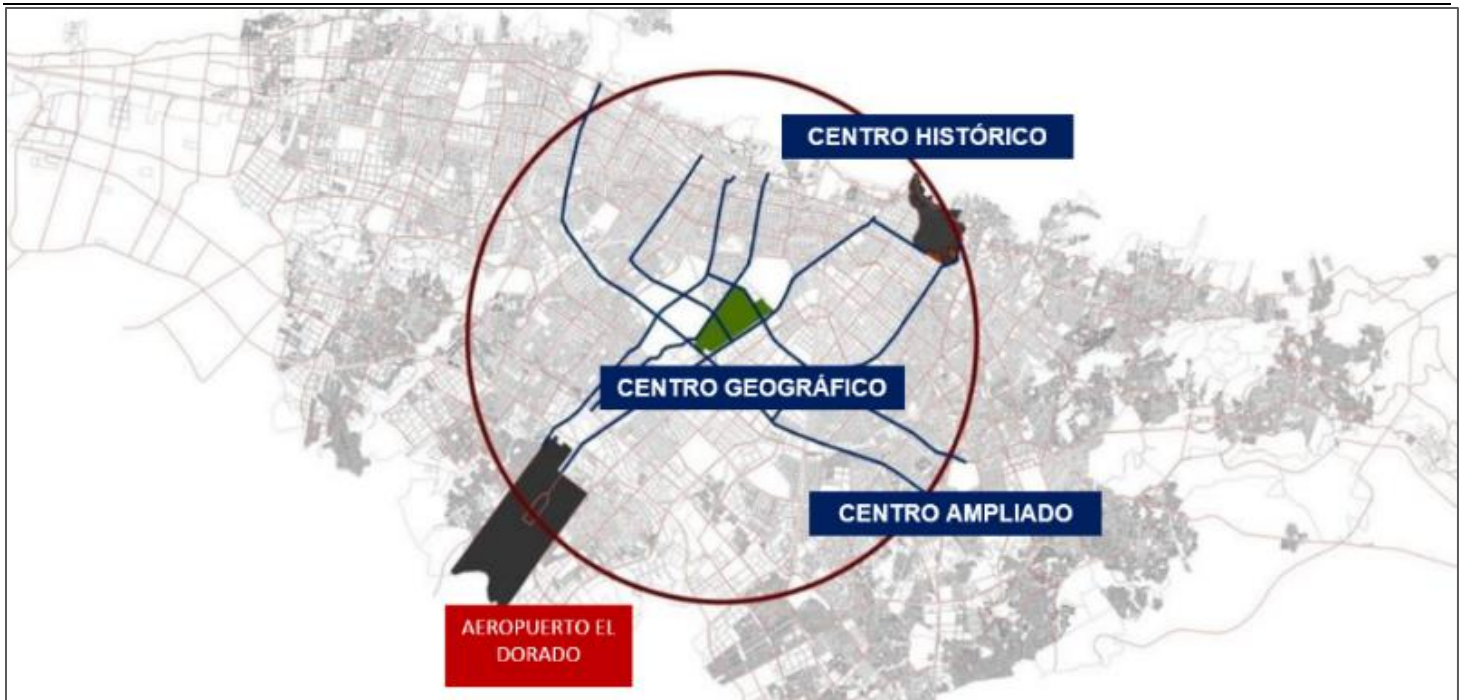 CENTRO HISTÓRICO
CENTRO GEOGRÁFICO
CENTRO AMPLIADO
AEROPUERTO EL
DORADO